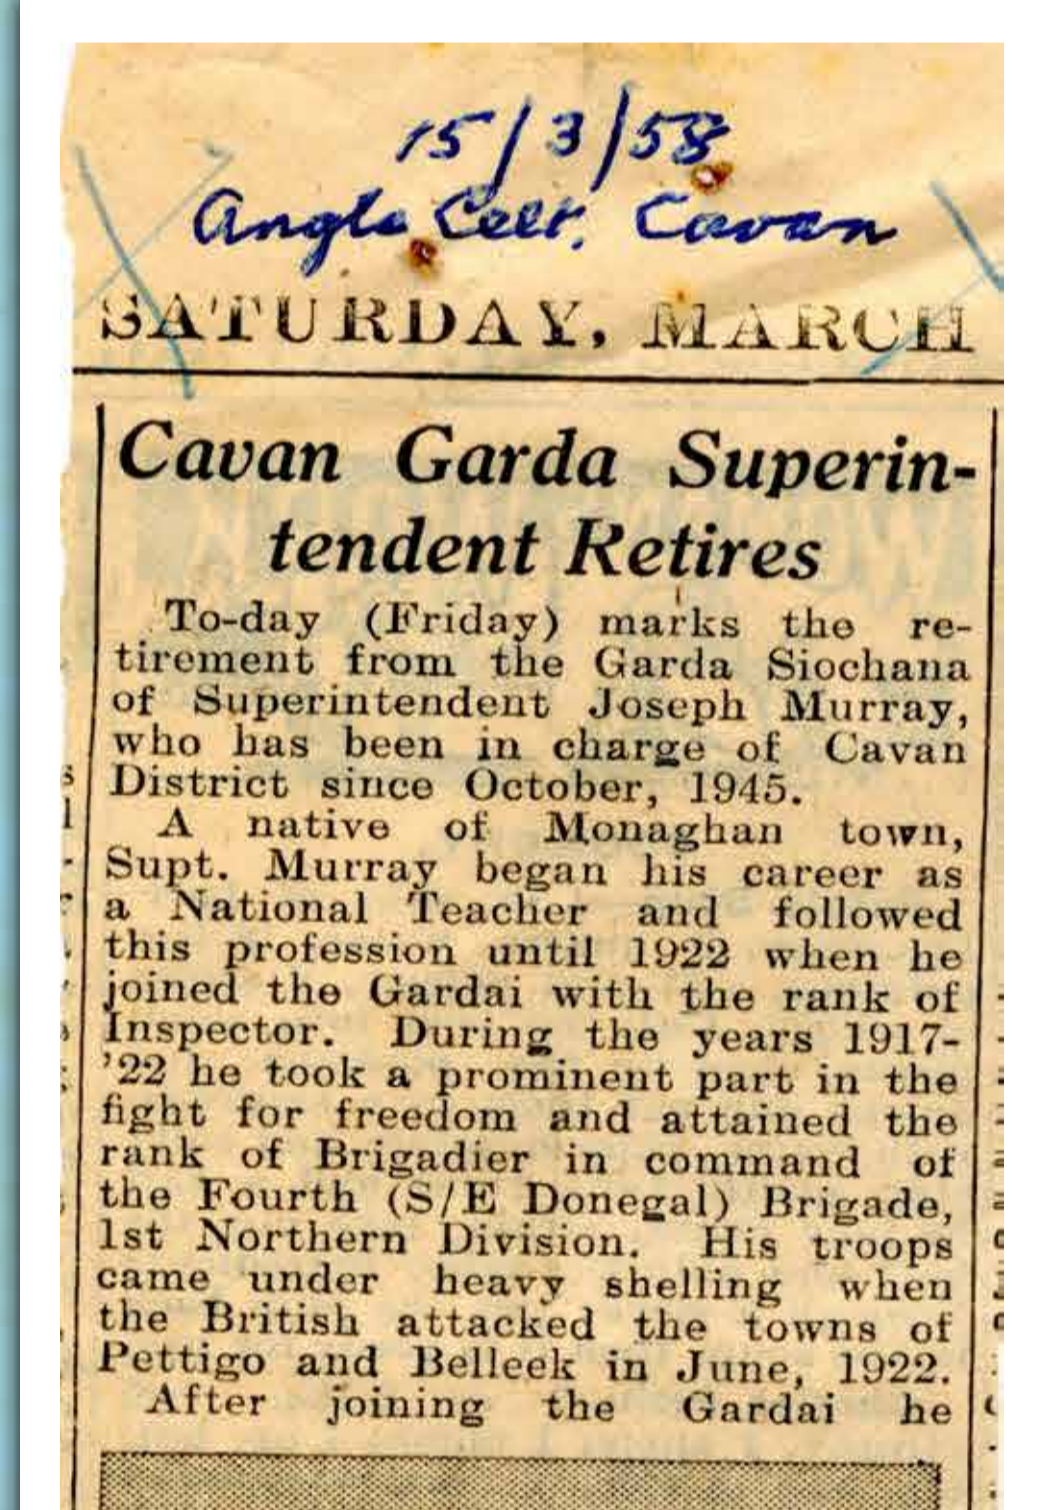 15/3/58
Anglo Celt. Cavan
SATURDAY, MARCH
Cavan Garda Superin-
tendent Retires
To-day (Friday) marks the re-
tirement from the Garda Siochana
of Superintendent Joseph Murray,
who has been in charge of Cavan
District since October, 1945.
A native of Monaghan town,
Supt. Murray began his career as
a National Teacher and followed
this profession until 1922 when he
joined the Gardai with the rank of
Inspector. During the years 1917-
'22 he took a prominent part in the
fight for freedom and attained the
rank of Brigadier in command of
the Fourth (S/E Donegal) Brigade,
1st Northern Division. His troops
came under heavy shelling when
the British attacked the towns of
Pettigo and Belleek in June, 1922.
After joining the Gardai he